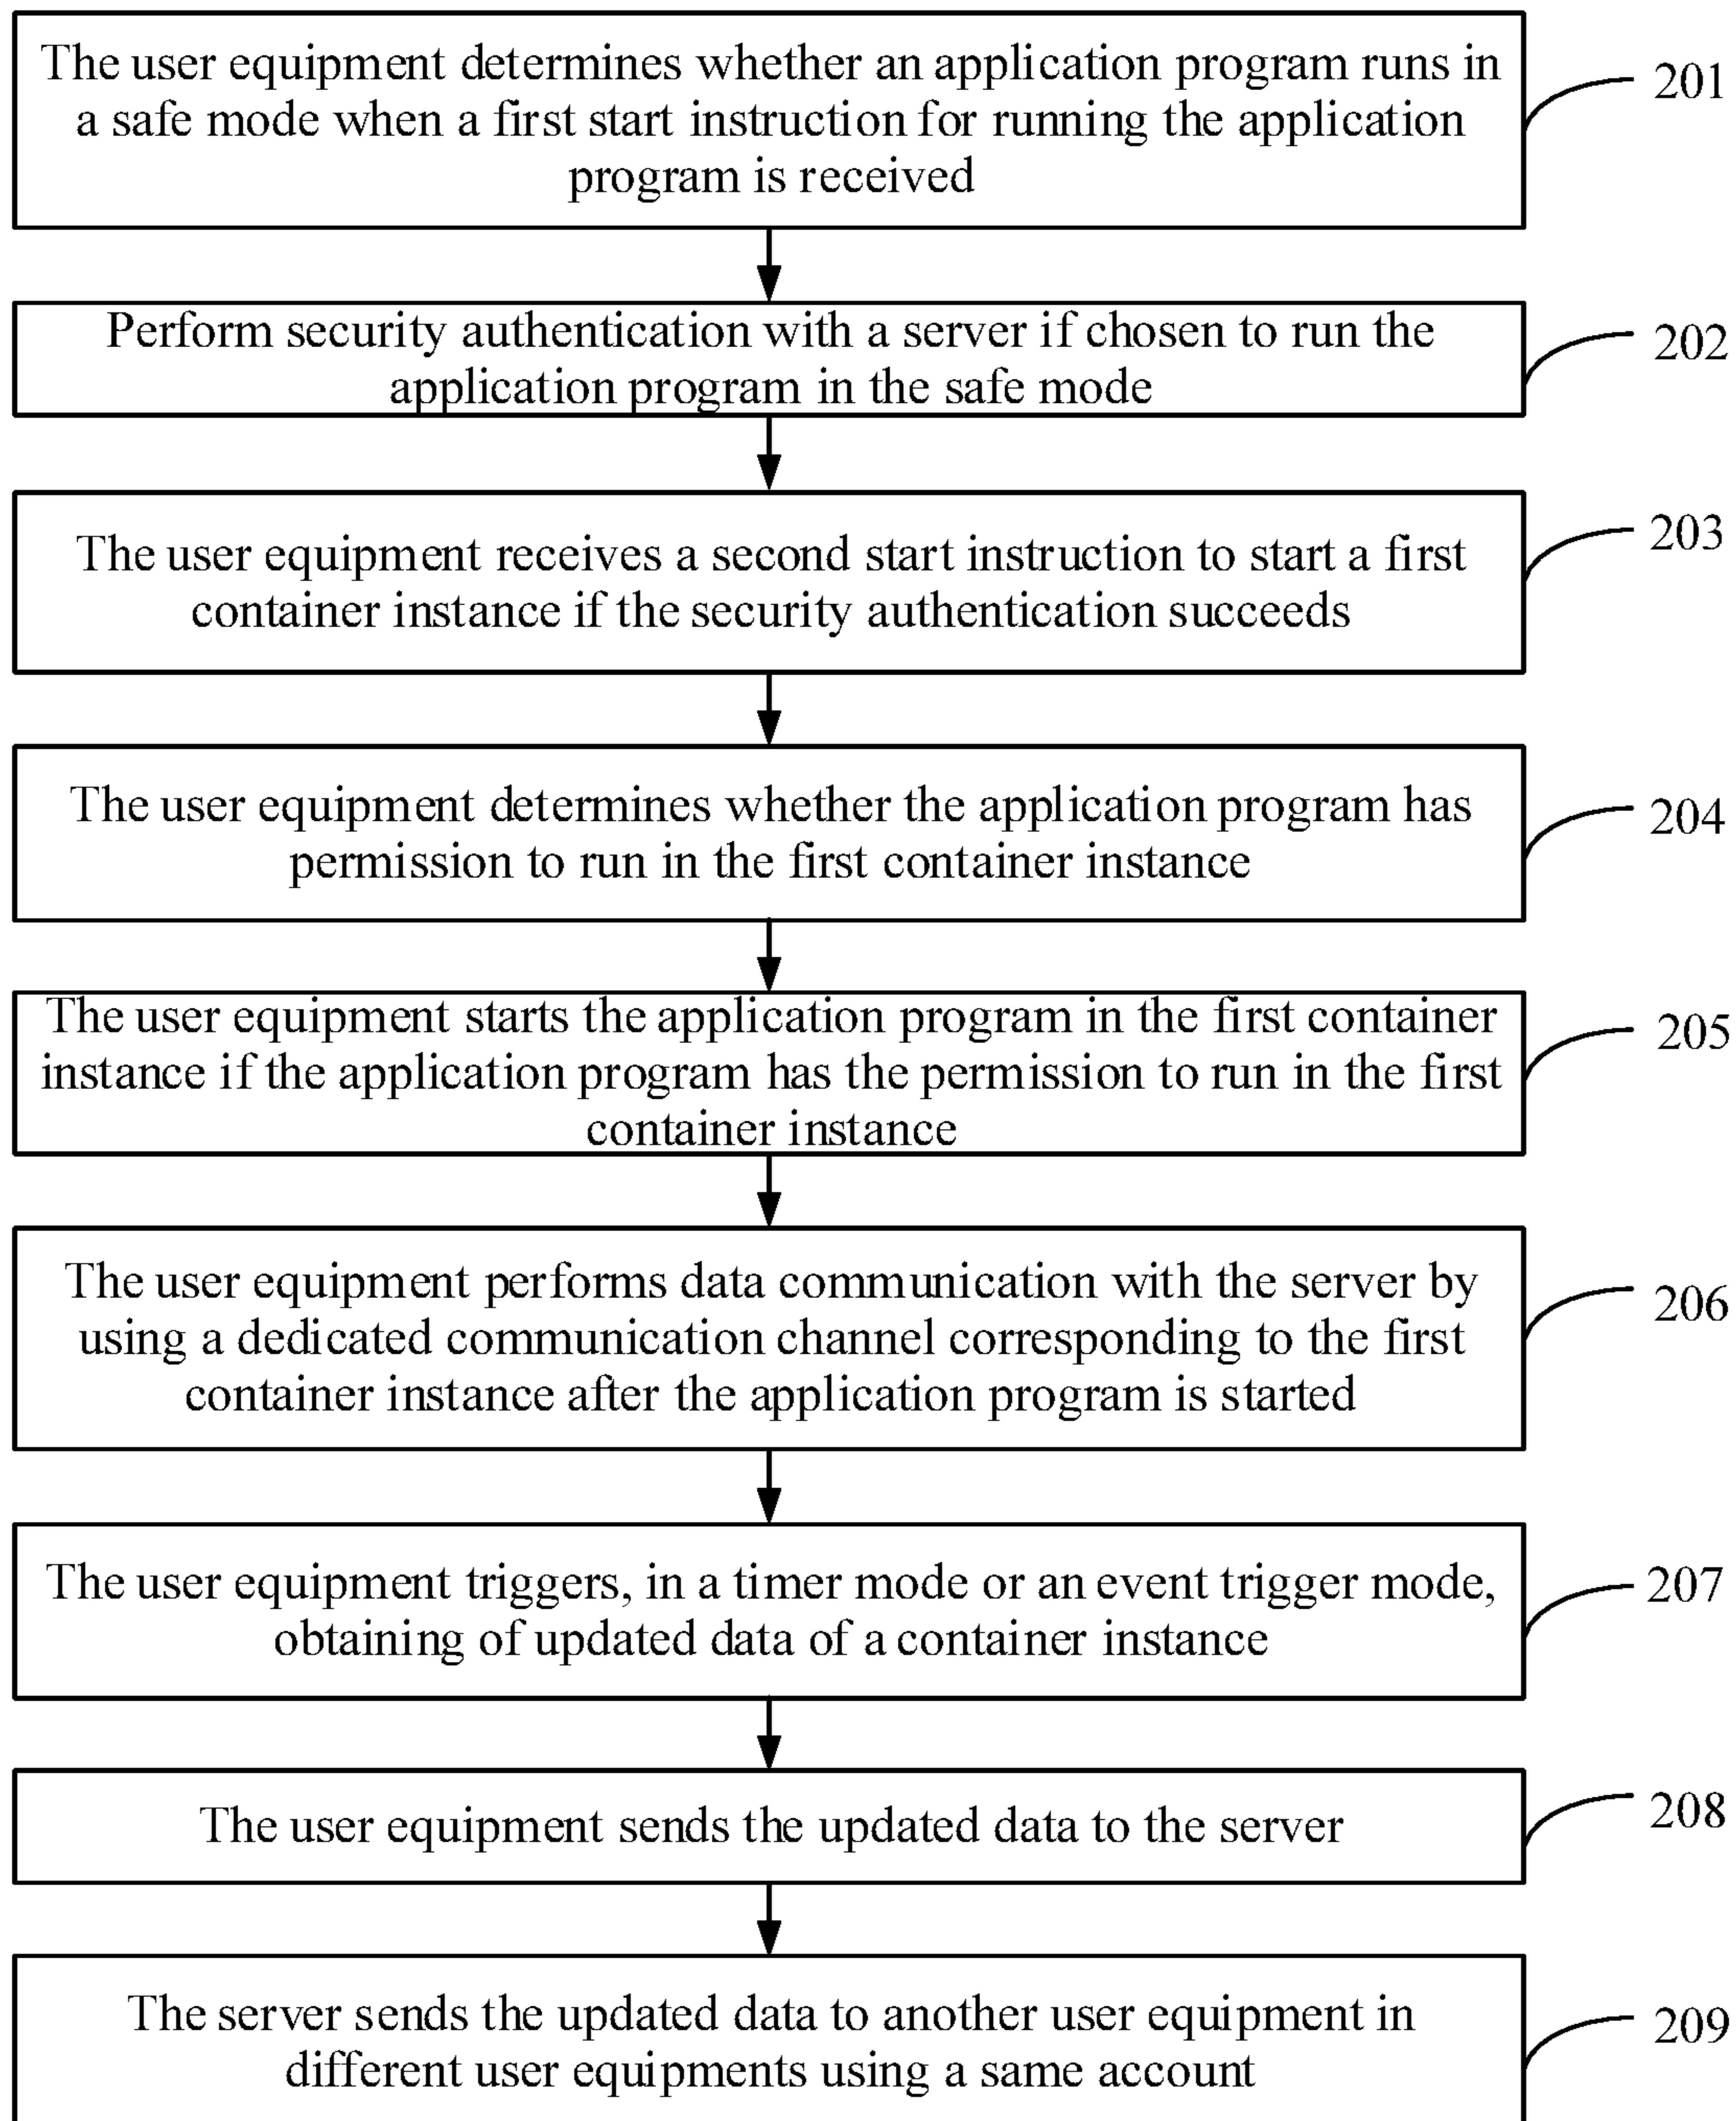 The user equipment determines whether an application program runs in
a safe mode when a first start instruction for running the application
program is received
201
Perform security authentication with a server if chosen to run the
application program in the safe mode
202
The user equipment receives a second start instruction to start a first
container instance if the security authentication succeeds
203
The user equipment determines whether the application program has
permission to run in the first container instance
204
The user equipment starts the application program in the first container
instance if the application program has the permission to run in the first
container instance
205
The user equipment performs data communication with the server by
using a dedicated communication channel corresponding to the first
container instance after the application program is started
206
The user equipment triggers, in a timer mode or an event trigger mode,
obtaining of updated data of a container instance
207
The user equipment sends the updated data to the server
208
The server sends the updated data to another user equipment in
different user equipments using a same account
209